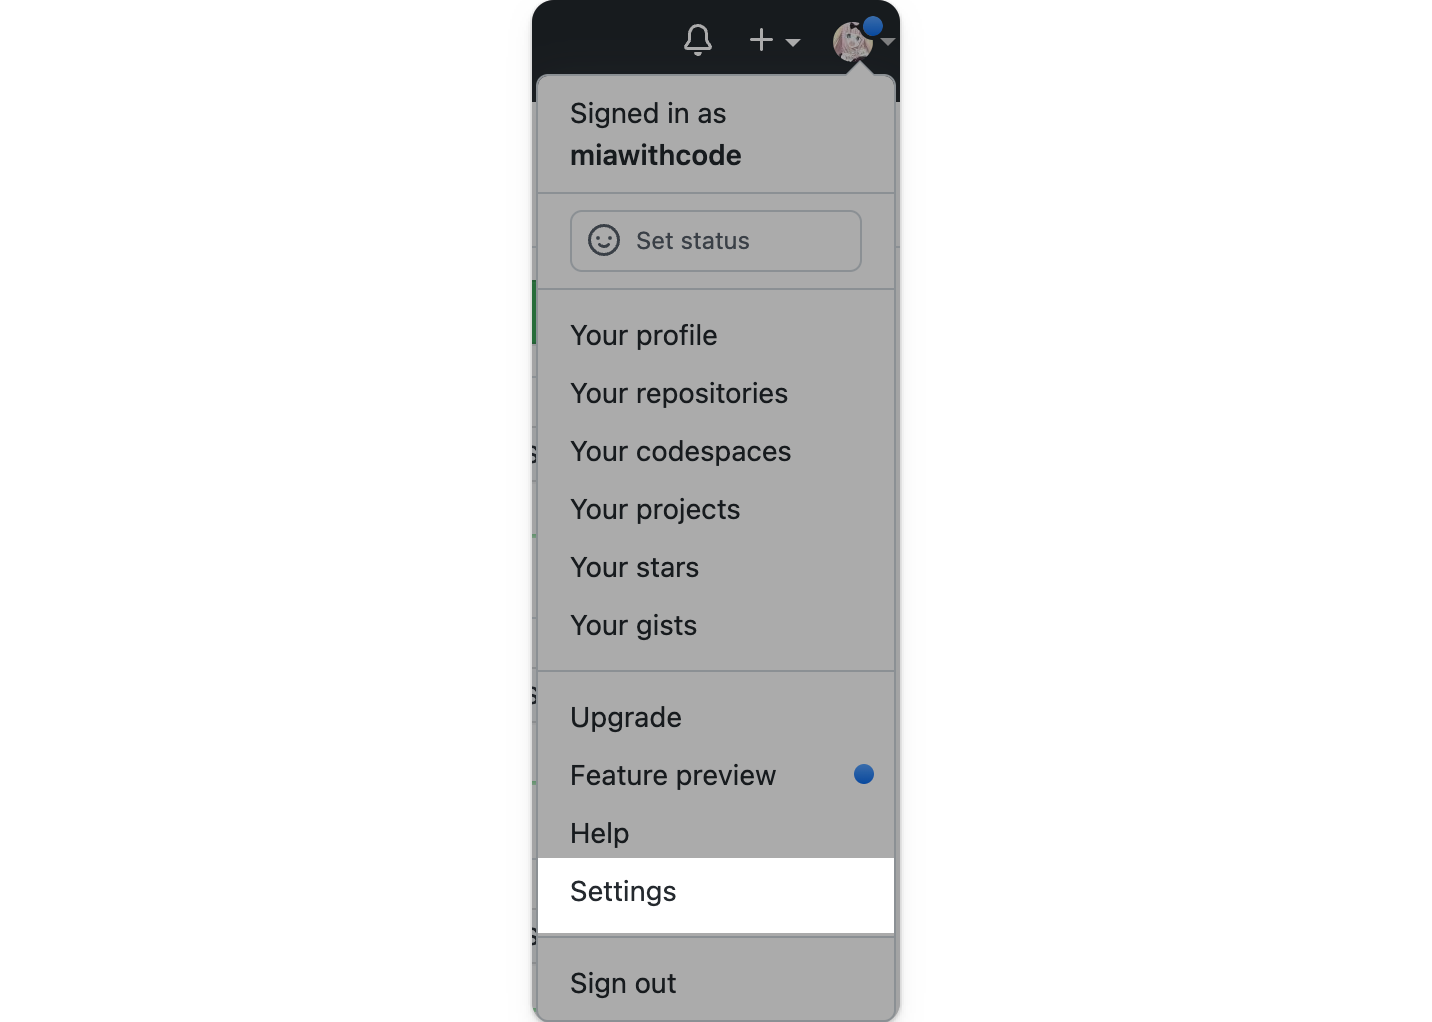 Signed in as
miawithcode
Set status
Your profile
Your repositories
Your codespaces
Your projects
Your stars
Your gists
Upgrade
Feature preview
Help
Settings
Sign out